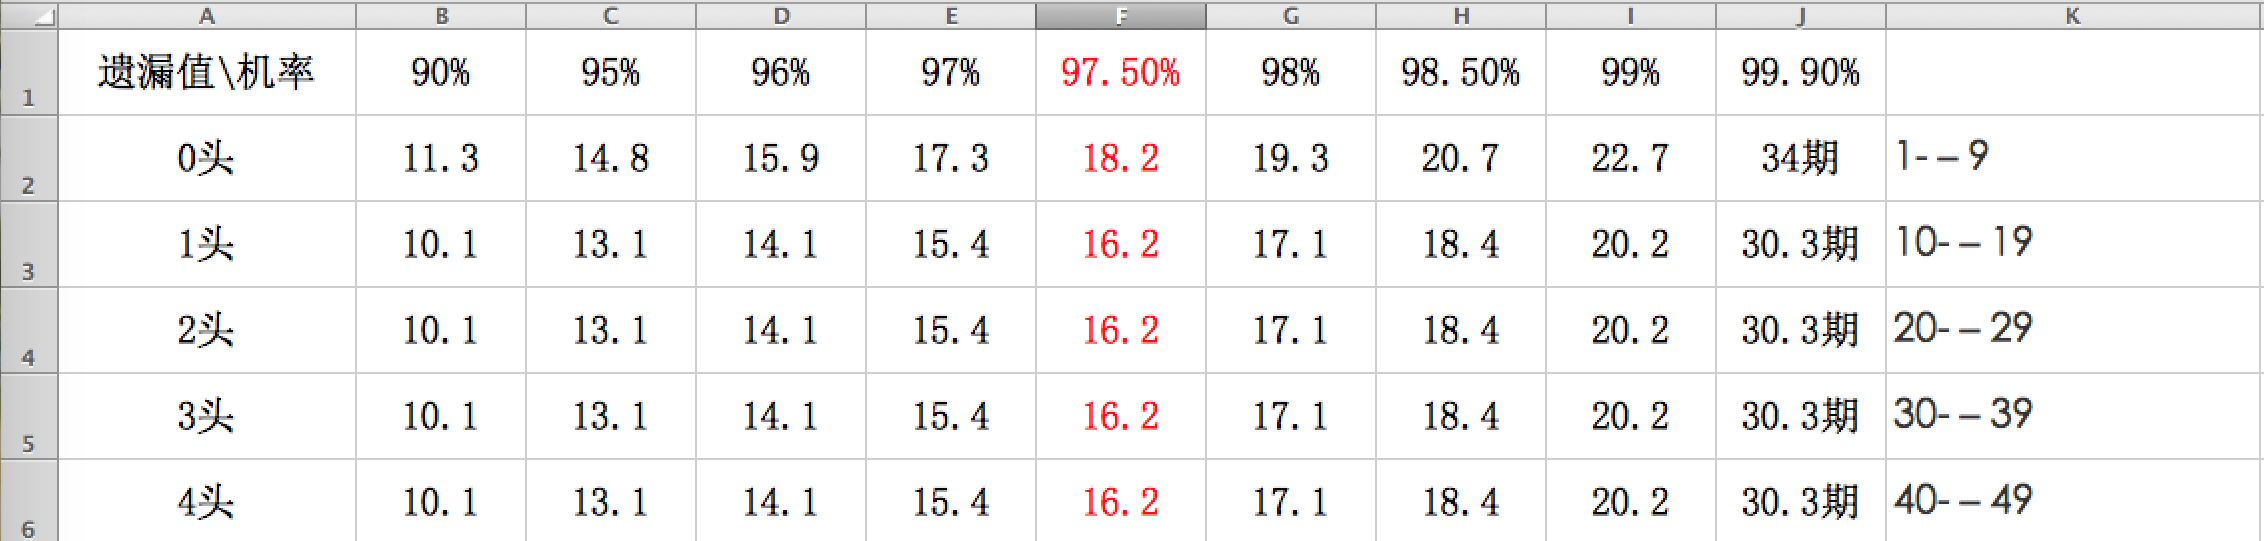 A B C D E F G H I J K
1 遗漏值\机率 90% 95% 96% 97% 97.50% 98% 98.50% 99% 99.90%
2 0头 11.3 14.8 15.9 17.3 18.2 19.3 20.7 22.7 34期 1-–9
3 1头 10.1 13.1 14.1 15.4 16.2 17.1 18.4 20.2 30.3期 10-–19
4 2头 10.1 13.1 14.1 15.4 16.2 17.1 18.4 20.2 30.3期 20-–29
5 3头 10.1 13.1 14.1 15.4 16.2 17.1 18.4 20.2 30.3期 30-–39
6 4头 10.1 13.1 14.1 15.4 16.2 17.1 18.4 20.2 30.3期 40-–49